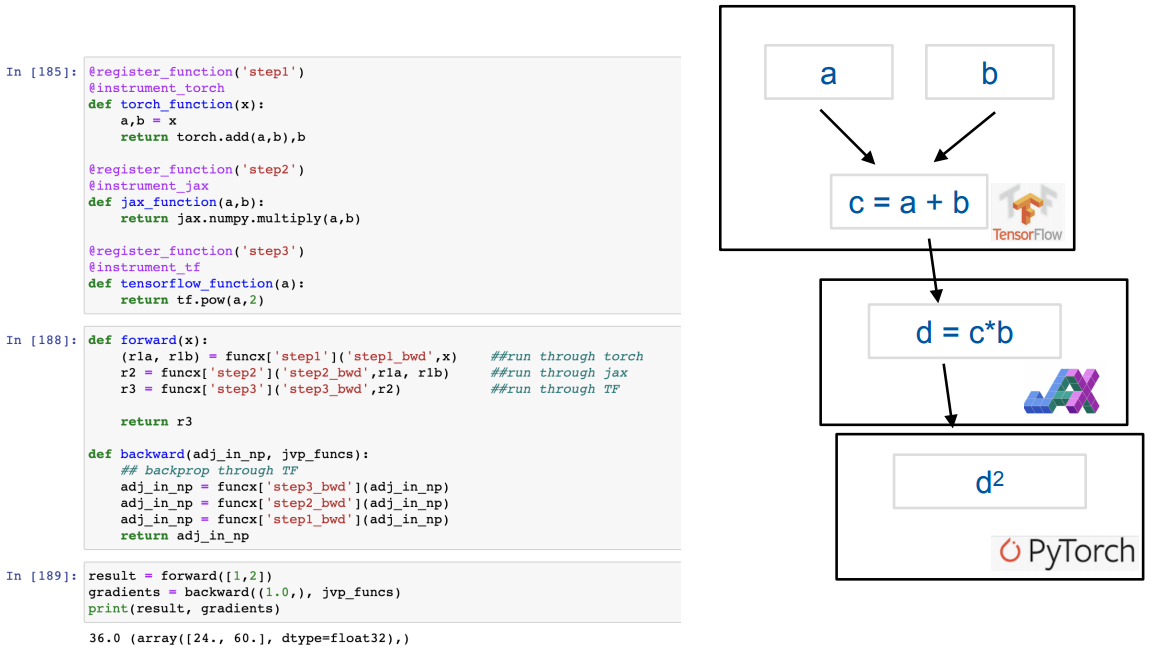 In [185]:
@register_function('step1')
@instrument_torch
def torch_function(x):
    a,b = x
    return torch.add(a,b),b
@register_function('step2')
@instrument_jax
def jax_function(a,b):
    return jax.numpy.multiply(a,b)
@register_function('step3')
@instrument_tf
def tensorflow_function(a):
    return tf.pow(a,2)
In [188]:
def forward(x):
    (r1a, r1b) = funcx['step1']('step1_bwd',x)    ##run through torch
    r2 = funcx['step2']('step2_bwd',r1a, r1b)     ##run through jax
    r3 = funcx['step3']('step3_bwd',r2)           ##run through TF
    return r3
def backward(adj_in_np, jvp_funcs):
    ## backprop through TF
    adj_in_np = funcx['step3_bwd'](adj_in_np)
    adj_in_np = funcx['step2_bwd'](adj_in_np)
    adj_in_np = funcx['step1_bwd'](adj_in_np)
    return adj_in_np
In [189]:
result = forward([1,2])
gradients = backward((1.0,), jvp_funcs)
print(result, gradients)
36.0 (array([24., 60.], dtype=float32),)
a
b
c = a + b
TensorFlow
d = c*b
JAX
d²
PyTorch